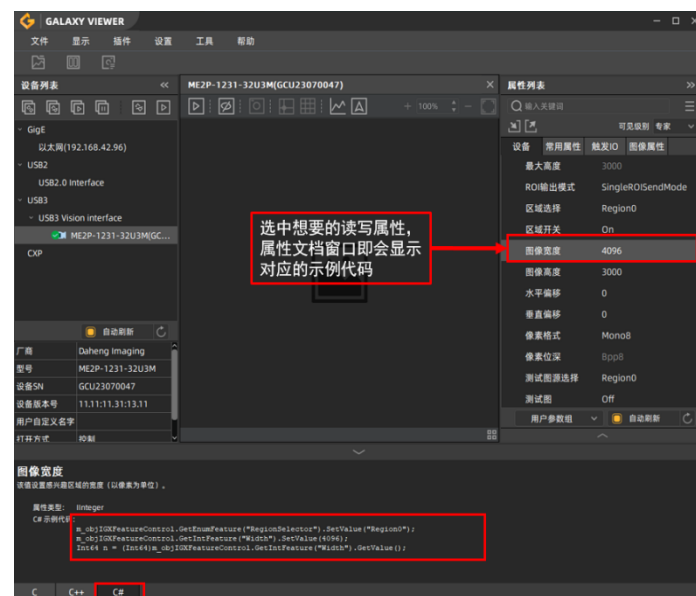 GALAXY VIEWER
文件 显示 插件 设置 工具 帮助
设备列表
GigE
以太网(192.168.42.96)
USB2
USB2.0 Interface
USB3
USB3 Vision interface
ME2P-1231-32U3M(GC...
CXP
自动刷新
厂商 Daheng Imaging
型号 ME2P-1231-32U3M
设备SN GCU23070047
设备版本号 11.11:11.31:13.11
用户自定义名字
打开方式 控制
ME2P-1231-32U3M(GCU23070047)
+ 100% -
选中想要的读写属性，
属性文档窗口即会显示
对应的示例代码
属性列表
输入关键词
可见级别 专家
设备 常用属性 触发IO 图像属性
最大高度 3000
ROI输出模式 SingleROISendMode
区域选择 Region0
区域开关 On
图像宽度 4096
图像高度 3000
水平偏移 0
垂直偏移 0
像素格式 Mono8
像素位深 Bpp8
测试图源选择 Region0
测试图 Off
用户参数组 自动刷新
图像宽度
该值设置感兴趣区域的宽度（以像素为单位）。
属性类型: IInteger
C# 示例代码:
m_objIGXFeatureControl.GetEnumFeature("RegionSelector").SetValue("Region0");
m_objIGXFeatureControl.GetIntFeature("Width").SetValue(4096);
Int64 n = (Int64)m_objIGXFeatureControl.GetIntFeature("Width").GetValue();
C C++ C#